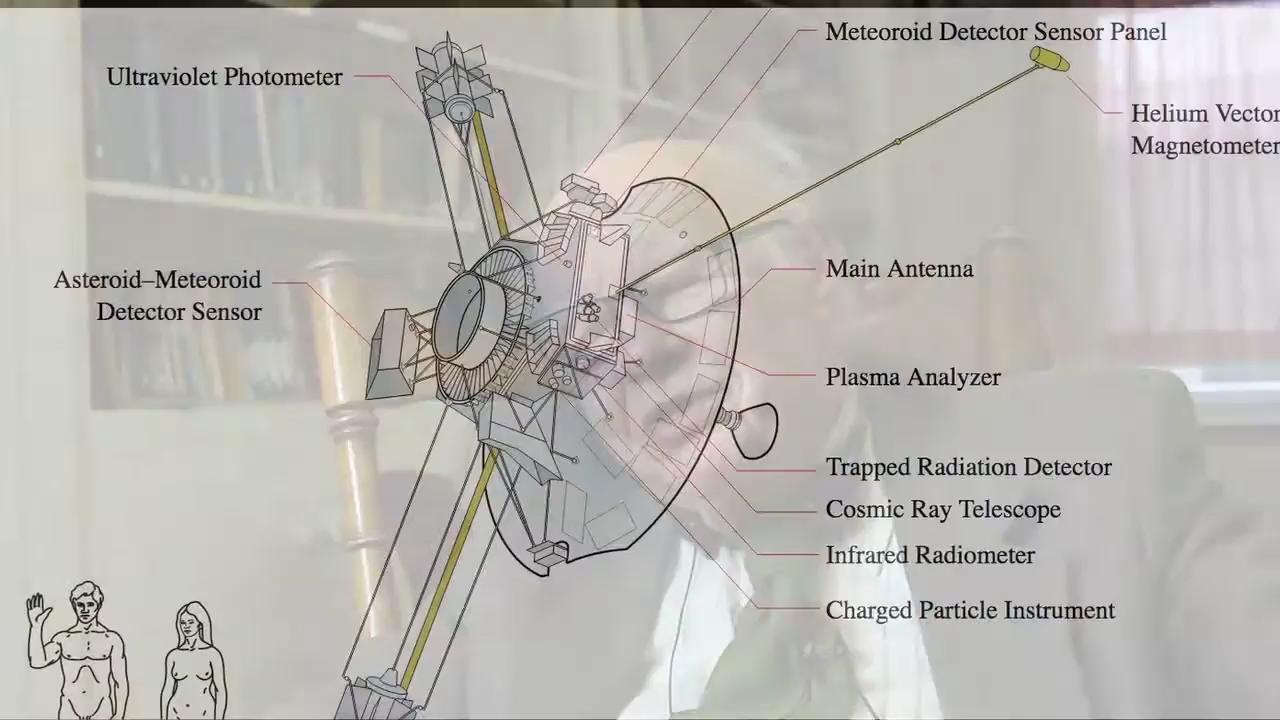 Meteoroid Detector Sensor Panel
Ultraviolet Photometer
Helium Vector
Magnetometer
Asteroid–Meteoroid
Detector Sensor
Main Antenna
Plasma Analyzer
Trapped Radiation Detector
Cosmic Ray Telescope
Infrared Radiometer
Charged Particle Instrument